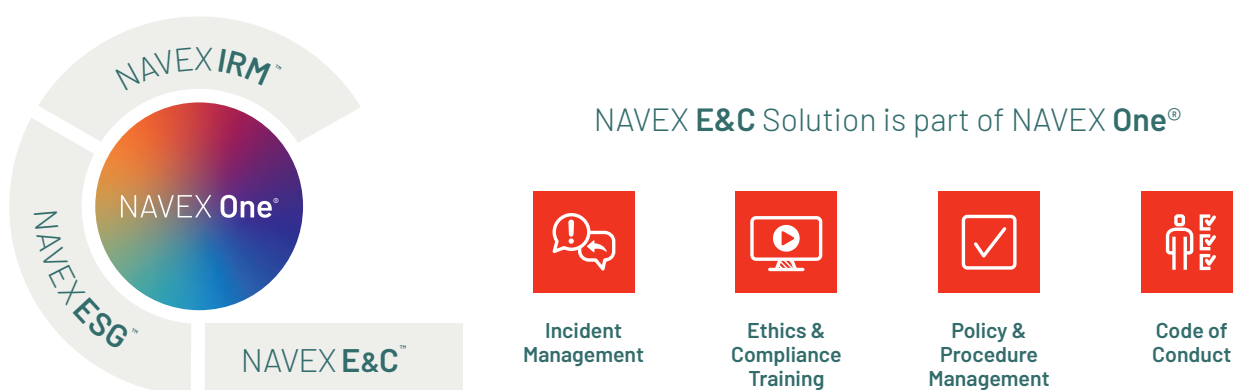 NAVEX IRM™
NAVEX One®
NAVEX ESG™
NAVEX E&C™
NAVEX E&C Solution is part of NAVEX One®
Incident
Management
Ethics &
Compliance
Training
Policy &
Procedure
Management
Code of
Conduct